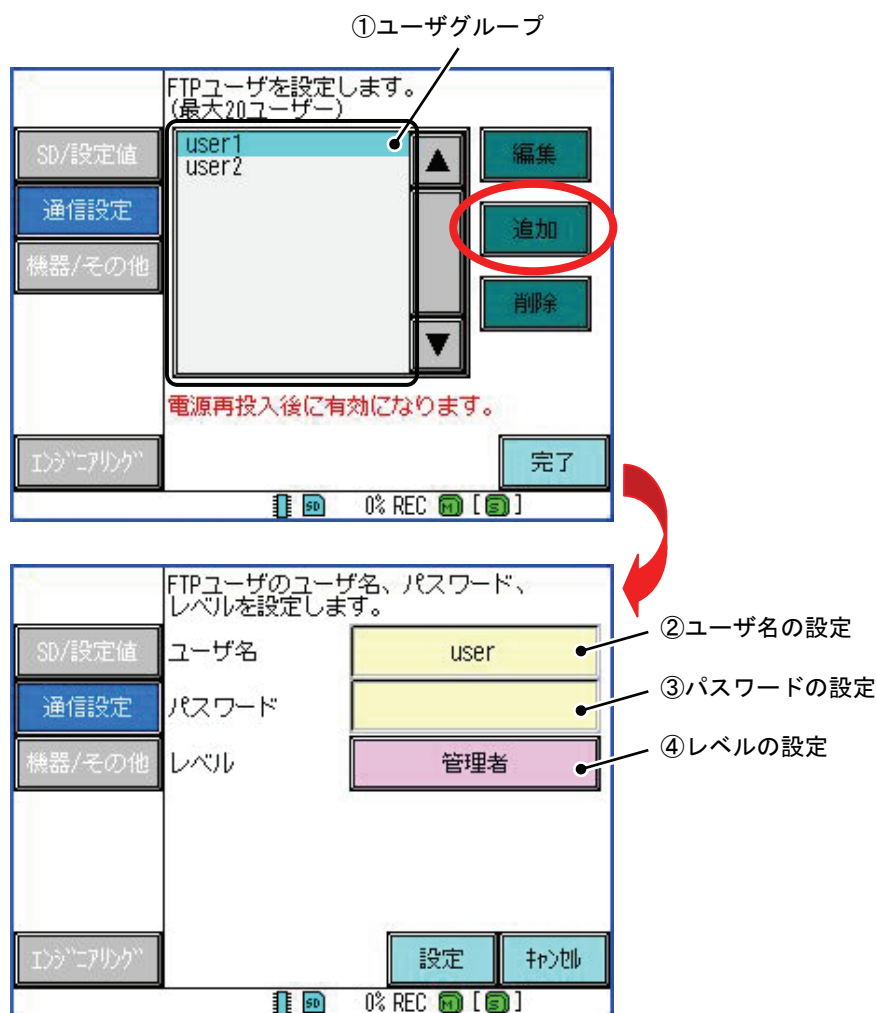 ①ユーザグループ
FTPユーザを設定します。
(最大20ユーザー)
SD/設定値
通信設定
機器/その他
エンジニアリング
user1
user2
▲
▼
編集
追加
削除
電源再投入後に有効になります。
完了
SD 0% REC M [S]
FTPユーザのユーザ名、パスワード、
レベルを設定します。
SD/設定値
通信設定
機器/その他
エンジニアリング
ユーザ名
user
②ユーザ名の設定
パスワード
③パスワードの設定
レベル
管理者
④レベルの設定
設定
キャンセル
SD 0% REC M [S]